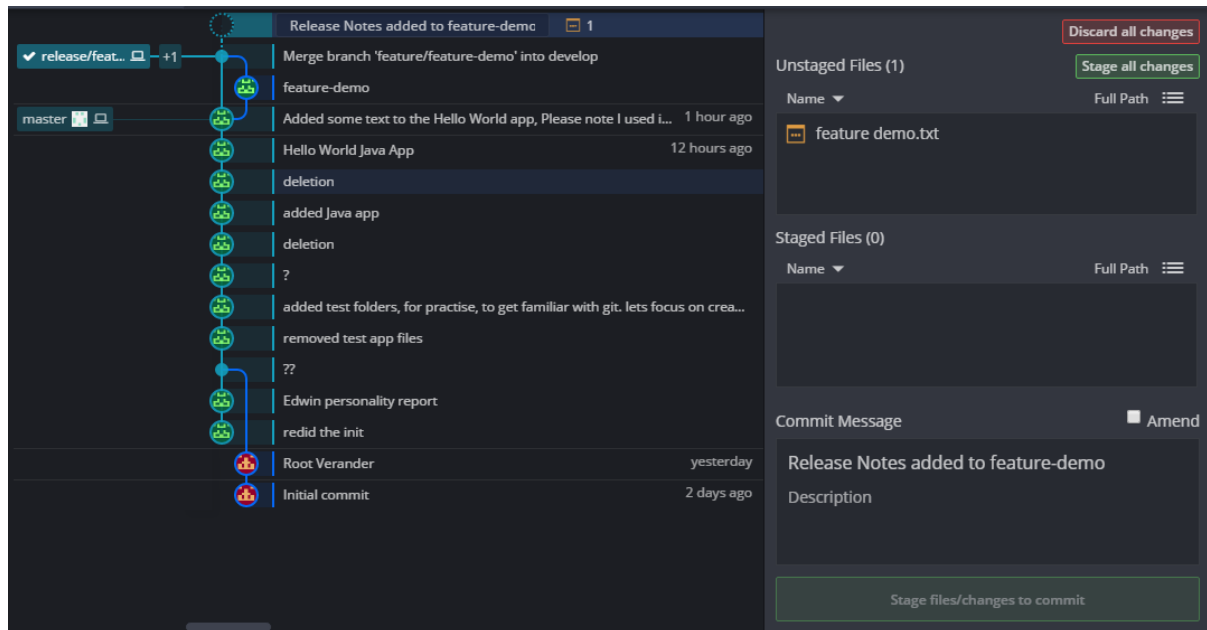 Release Notes added to feature-demo 1
release/feat... +1 Merge branch 'feature/feature-demo' into develop
feature-demo
master Added some text to the Hello World app, Please note I used i... 1 hour ago
Hello World Java App 12 hours ago
deletion
added Java app
deletion
?
added test folders, for practise, to get familiar with git. lets focus on crea...
removed test app files
??
Edwin personality report
redid the init
Root Verander yesterday
Initial commit 2 days ago
Discard all changes
Unstaged Files (1) Stage all changes
Name Full Path
feature demo.txt
Staged Files (0)
Name Full Path
Commit Message Amend
Release Notes added to feature-demo
Description
Stage files/changes to commit